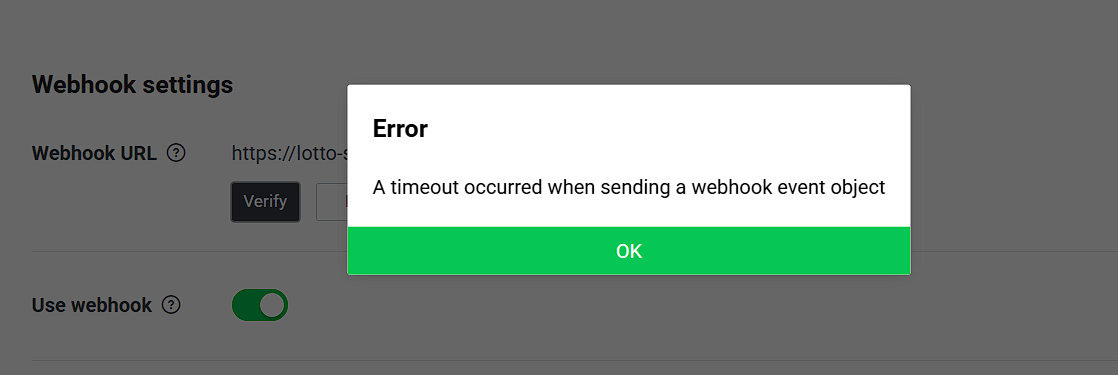 Webhook settings
Error
Webhook URL ?
https://lotto-s
A timeout occurred when sending a webhook event object
Verify
OK
Use webhook ?